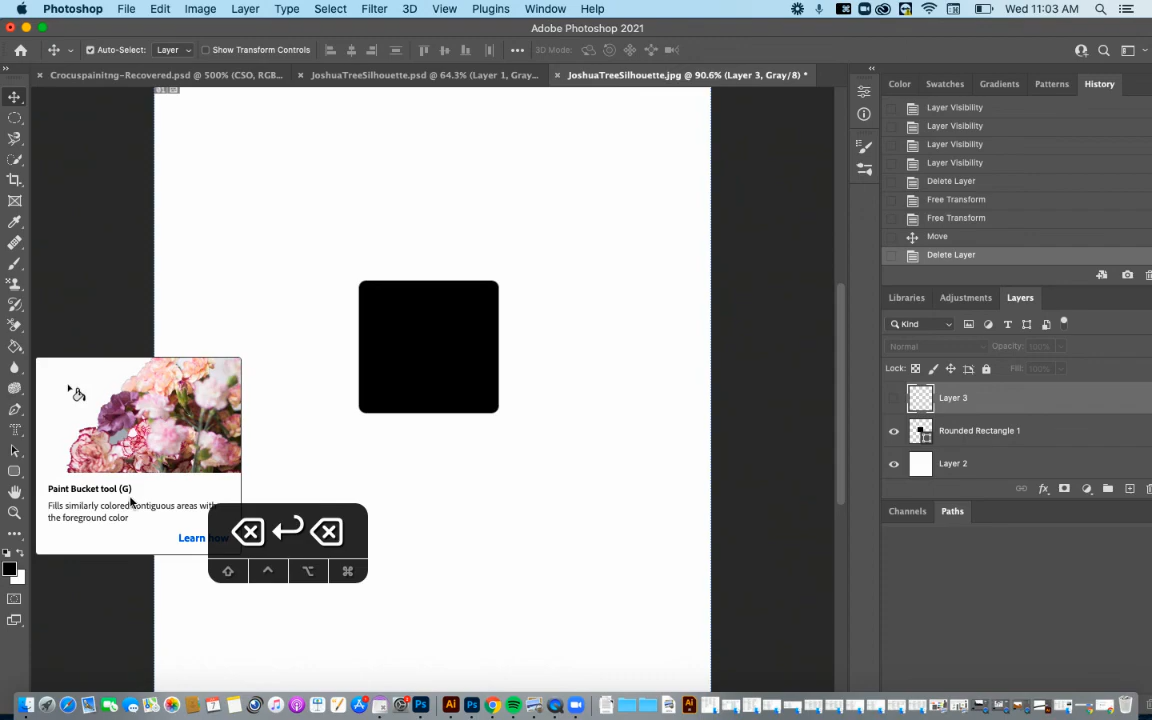 Photoshop File Edit Image Layer Type Select Filter 3D View Plugins Window Help Wed 11:03 AM
Adobe Photoshop 2021
Auto-Select: Layer Show Transform Controls 3D Mode:
Crocuspainitng-Recovered.psd @ 500% (CSO, RGB... JoshuaTreeSilhouette.psd @ 64.3% (Layer 1, Gray... JoshuaTreeSilhouette.jpg @ 90.6% (Layer 3, Gray/8) *
Color Swatches Gradients Patterns History
Layer Visibility
Layer Visibility
Layer Visibility
Layer Visibility
Delete Layer
Free Transform
Free Transform
Move
Delete Layer
Libraries Adjustments Layers
Kind
Normal Opacity: 100%
Lock: Fill: 100%
Layer 3
Rounded Rectangle 1
Layer 2
Channels Paths
Paint Bucket tool (G)
Fills similarly colored contiguous areas with
the foreground color
Learn how